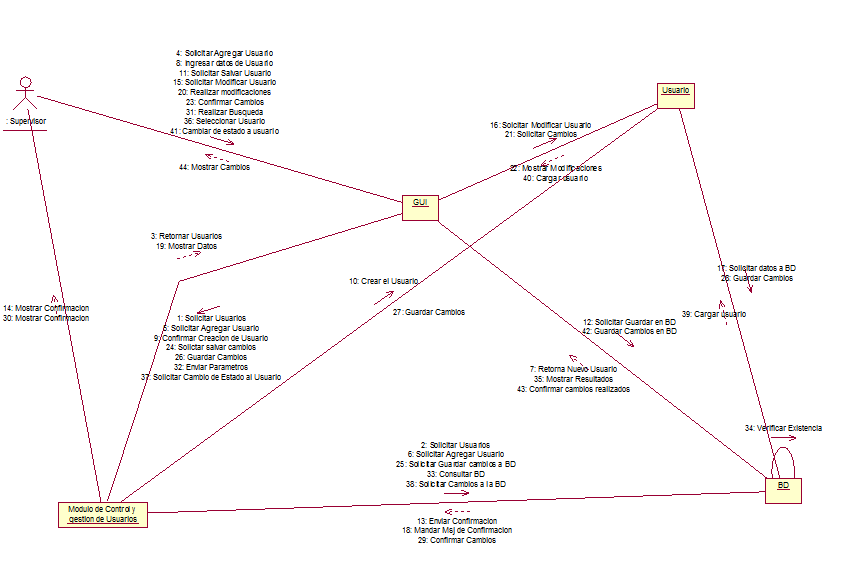 4: Solicitar Agregar Usuario
8: Ingresar datos de Usuario
11: Solicitar Salvar Usuario
15: Solicitar Modificar Usuario
20: Realizar modificaciones
23: Confirmar Cambios
31: Realizar Busqueda
36: Seleccionar Usuario
41: Cambiar de estado a usuario
44: Mostrar Cambios
: Supervisor
Usuario
16: Solcitar Modificar Usuario
21: Solicitar Cambios
22: Mostrar Modificaciones
40: Cargar usuario
GUI
3: Retornar Usuarios
19: Mostrar Datos
10: Crear el Usuario
27: Guardar Cambios
17: Solicitar datos a BD
28: Guardar Cambios
39: Cargar usuario
14: Mostrar Confirmacion
30: Mostrar Confirmacion
1: Solicitar Usuarios
5: Solicitar Agregar Usuario
9: Confirmar Creacion de Usuario
24: Solictar salvar cambios
26: Guardar Cambios
32: Enviar Parametros
37: Solicitar Cambio de Estado al Usuario
12: Solicitar Guardar en BD
42: Guardar Cambios en BD
7: Retorna Nuevo Usuario
35: Mostrar Resultados
43: Confirmar cambios realizados
34: Verificar Existencia
2: Solicitar Usuarios
6: Solicitar Agregar Usuario
25: Solicitar Guardar cambios a BD
33: Consultar BD
38: Solicitar Cambios a la BD
BD
Modulo de Control y
gestion de Usuarios
13: Enviar Confirmacion
18: Mandar Msj de Confirmacion
29: Confirmar Cambios